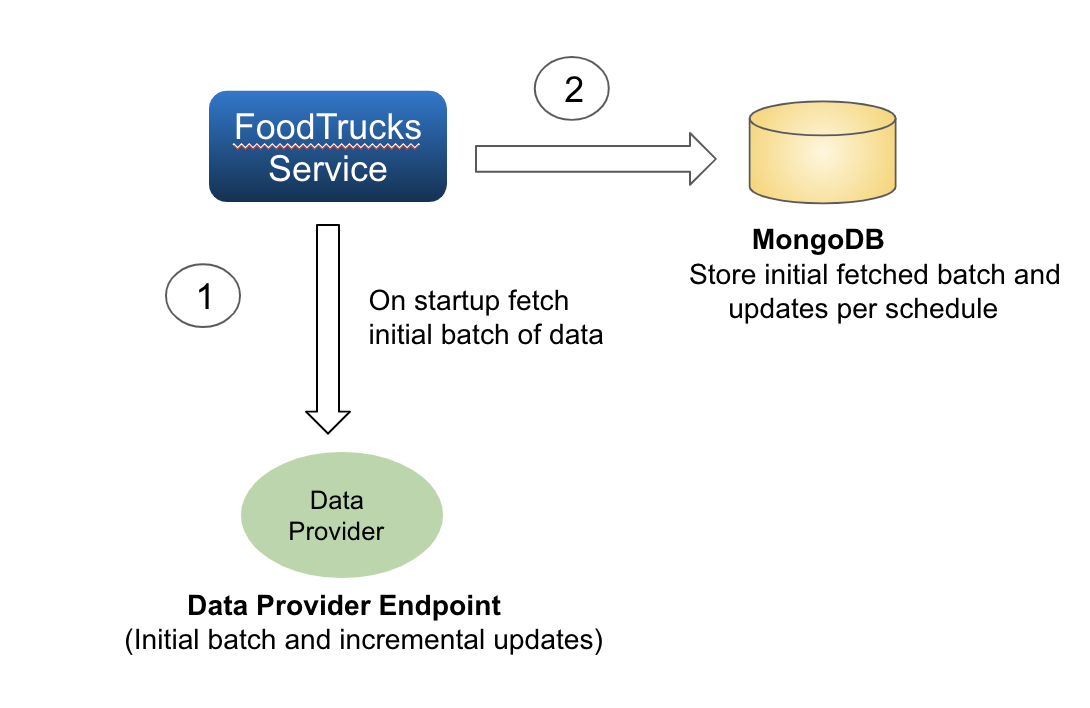 2
FoodTrucks
Service
MongoDB
Store initial fetched batch and
updates per schedule
1
On startup fetch
initial batch of data
Data
Provider
Data Provider Endpoint
(Initial batch and incremental updates)